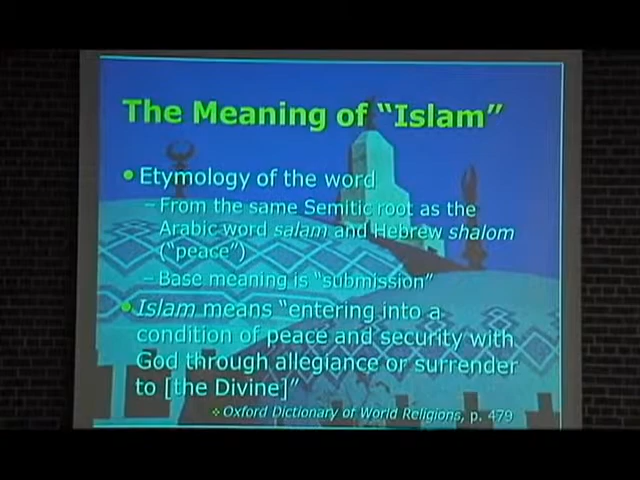 The Meaning of “Islam”
Etymology of the word
– From the same Semitic root as the
Arabic word salam and Hebrew shalom
(“peace”)
– Base meaning is “submission”
Islam means “entering into a
condition of peace and security with
God through allegiance or surrender
to [the Divine]”
Oxford Dictionary of World Religions, p. 479